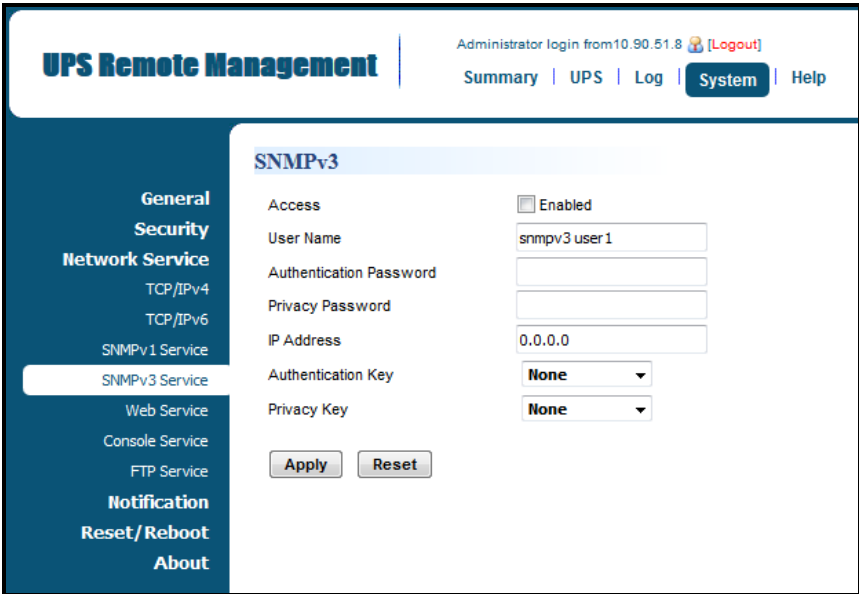 UPS Remote Management
Administrator login from10.90.51.8 [Logout]
Summary | UPS | Log | System | Help
General
Security
Network Service
TCP/IPv4
TCP/IPv6
SNMPv1 Service
SNMPv3 Service
Web Service
Console Service
FTP Service
Notification
Reset/Reboot
About
SNMPv3
Access Enabled
User Name snmpv3 user1
Authentication Password
Privacy Password
IP Address 0.0.0.0
Authentication Key None
Privacy Key None
Apply Reset